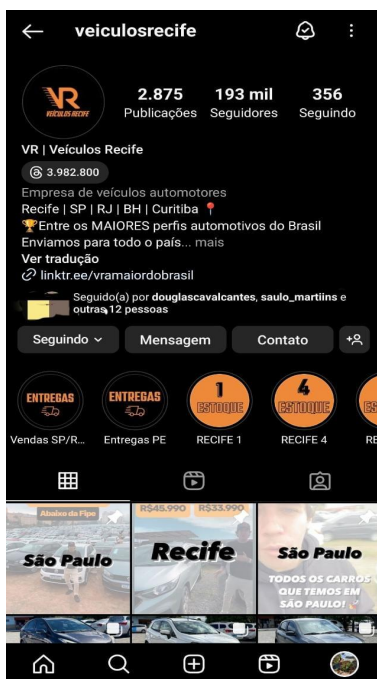 veiculosrecife
VR
VEÍCULOS RECIFE
2.875 193 mil 356
Publicações Seguidores Seguindo
VR | Veículos Recife
3.982.800
Empresa de veículos automotores
Recife | SP | RJ | BH | Curitiba
Entre os MAIORES perfis automotivos do Brasil
Enviamos para todo o país... mais
Ver tradução
linktr.ee/vramaiordobrasil
Seguido(a) por douglascavalcantes, saulo_martiins e
outras 12 pessoas
Seguindo Mensagem Contato
ENTREGAS ENTREGAS 1 ESTOQUE 4 ESTOQUE ES
Vendas SP/R... Entregas PE RECIFE 1 RECIFE 4 RE
Abaixo da Fipe R$45.990 R$33.990
São Paulo Recife São Paulo
TODOS OS CARROS
QUE TEMOS EM
SÃO PAULO!